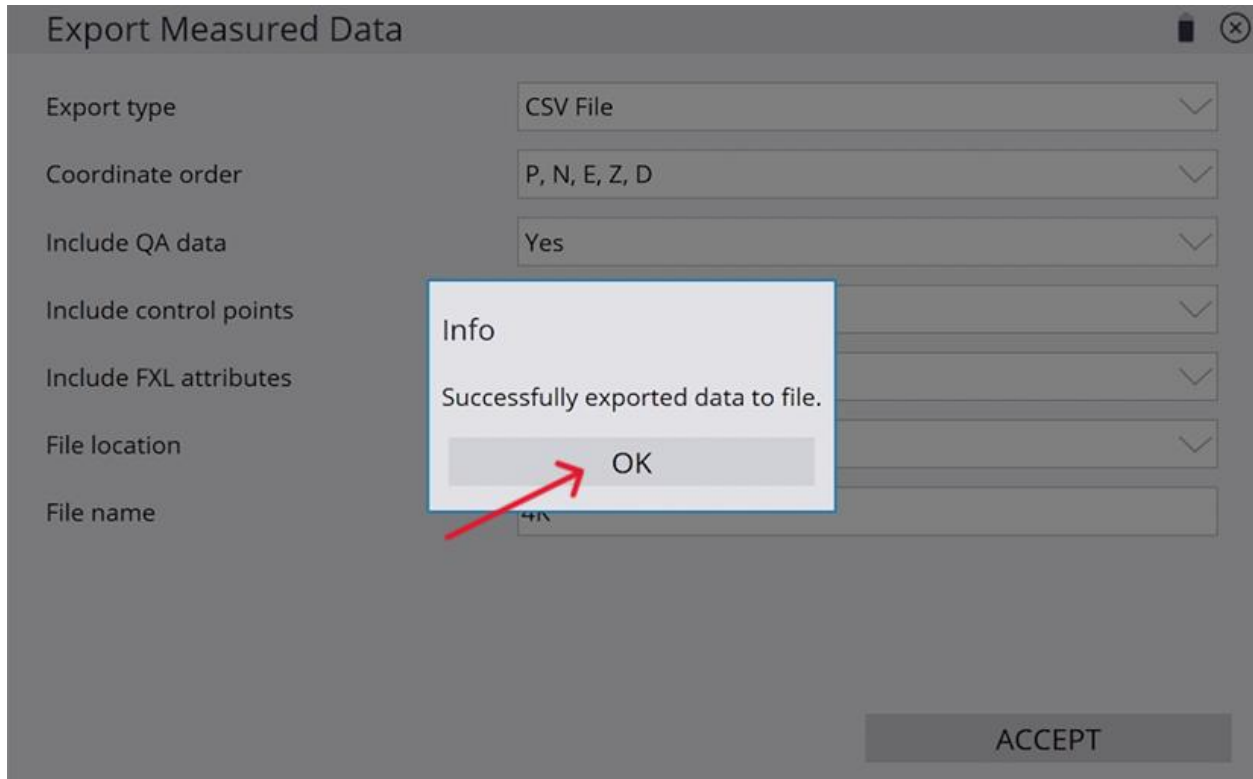 Export Measured Data
Export type CSV File
Coordinate order P, N, E, Z, D
Include QA data Yes
Include control points
Info
Include FXL attributes
Successfully exported data to file.
File location
OK
File name 4K
ACCEPT